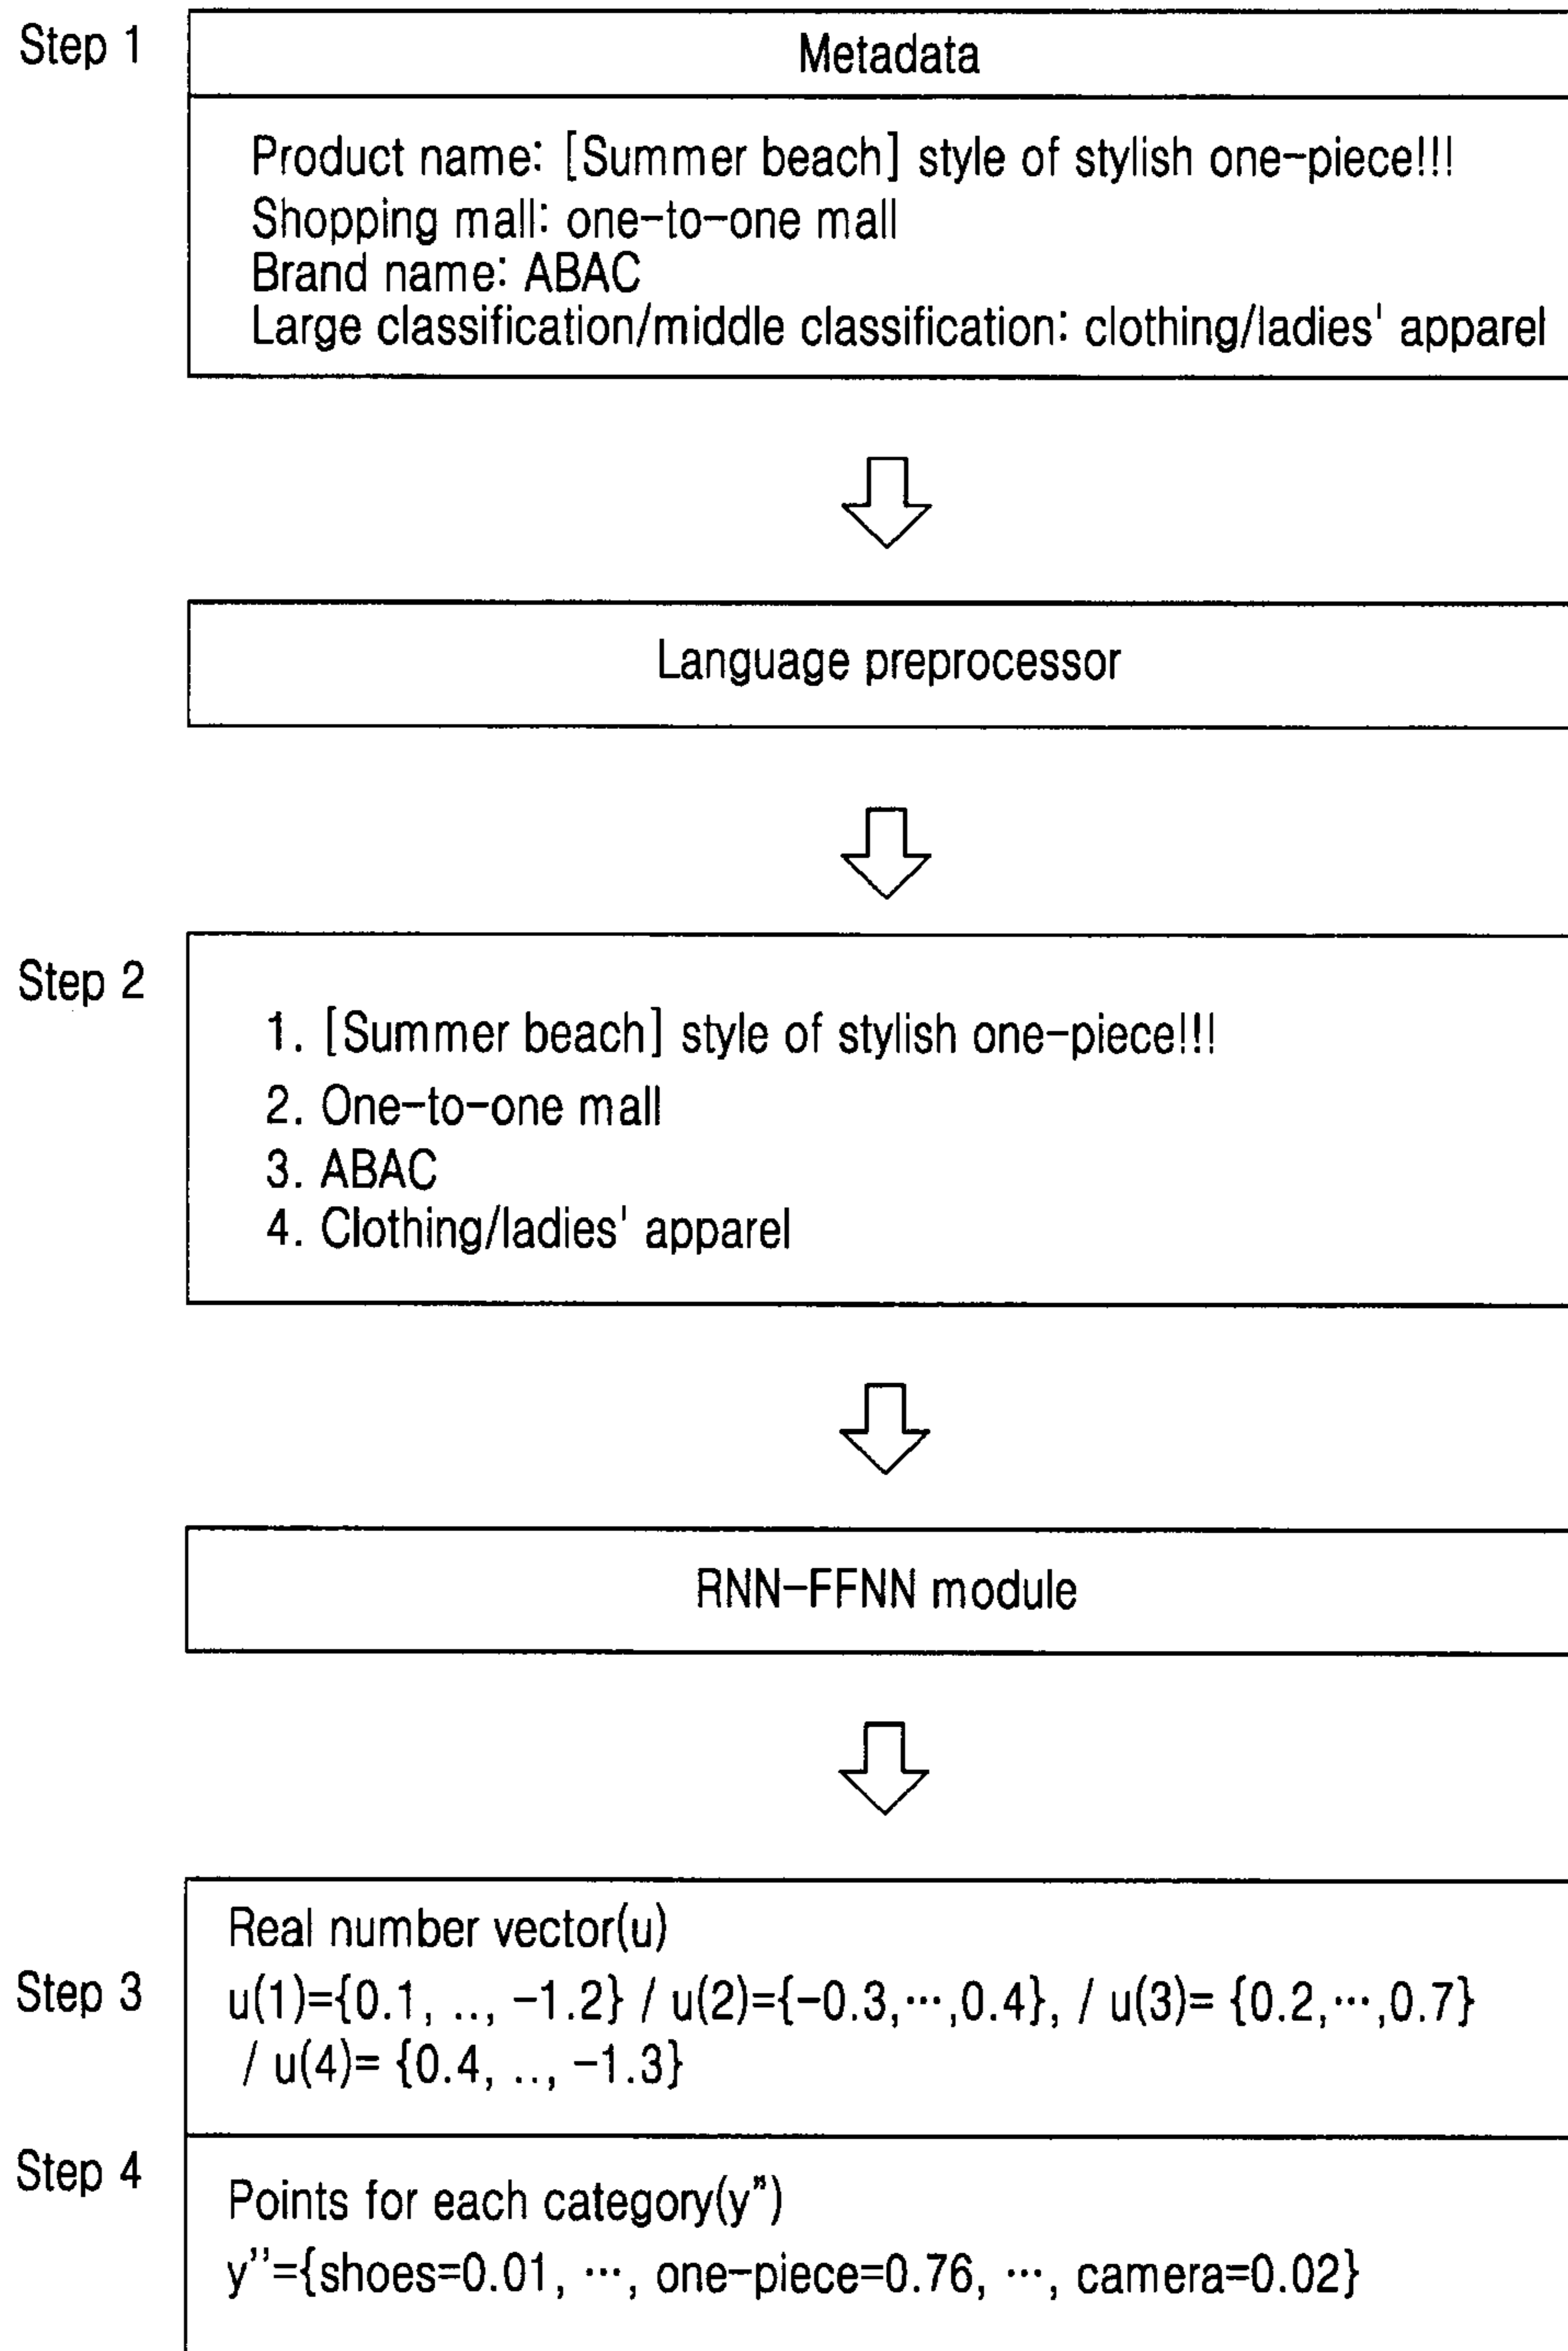 Step 1
Metadata
Product name: [Summer beach] style of stylish one-piece!!!
Shopping mall: one-to-one mall
Brand name: ABAC
Large classification/middle classification: clothing/ladies' apparel
Language preprocessor
Step 2
1. [Summer beach] style of stylish one-piece!!!
2. One-to-one mall
3. ABAC
4. Clothing/ladies' apparel
RNN-FFNN module
Real number vector(u)
Step 3
u(1)={0.1, .., -1.2} / u(2)={-0.3,⋯,0.4}, / u(3)= {0.2,⋯,0.7}
/ u(4)= {0.4, .., -1.3}
Step 4
Points for each category(y")
y''={shoes=0.01, ⋯, one-piece=0.76, ⋯, camera=0.02}